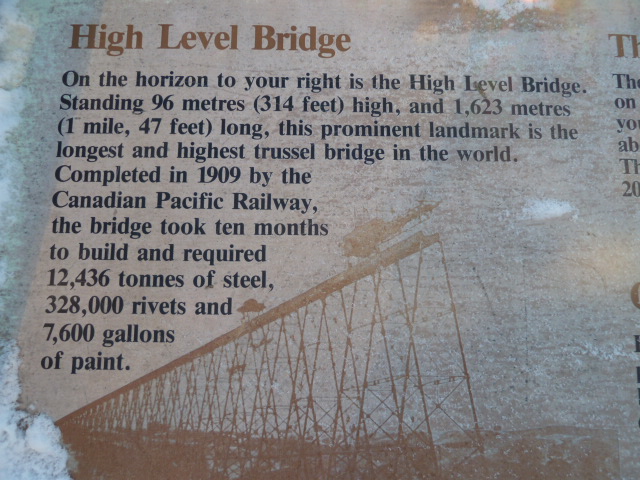 High Level Bridge
On the horizon to your right is the High Level Bridge.
Standing 96 metres (314 feet) high, and 1,623 metres
(1 mile, 47 feet) long, this prominent landmark is the
longest and highest trussel bridge in the world.
Completed in 1909 by the
Canadian Pacific Railway,
the bridge took ten months
to build and required
12,436 tonnes of steel,
328,000 rivets and
7,600 gallons
of paint.
on
20